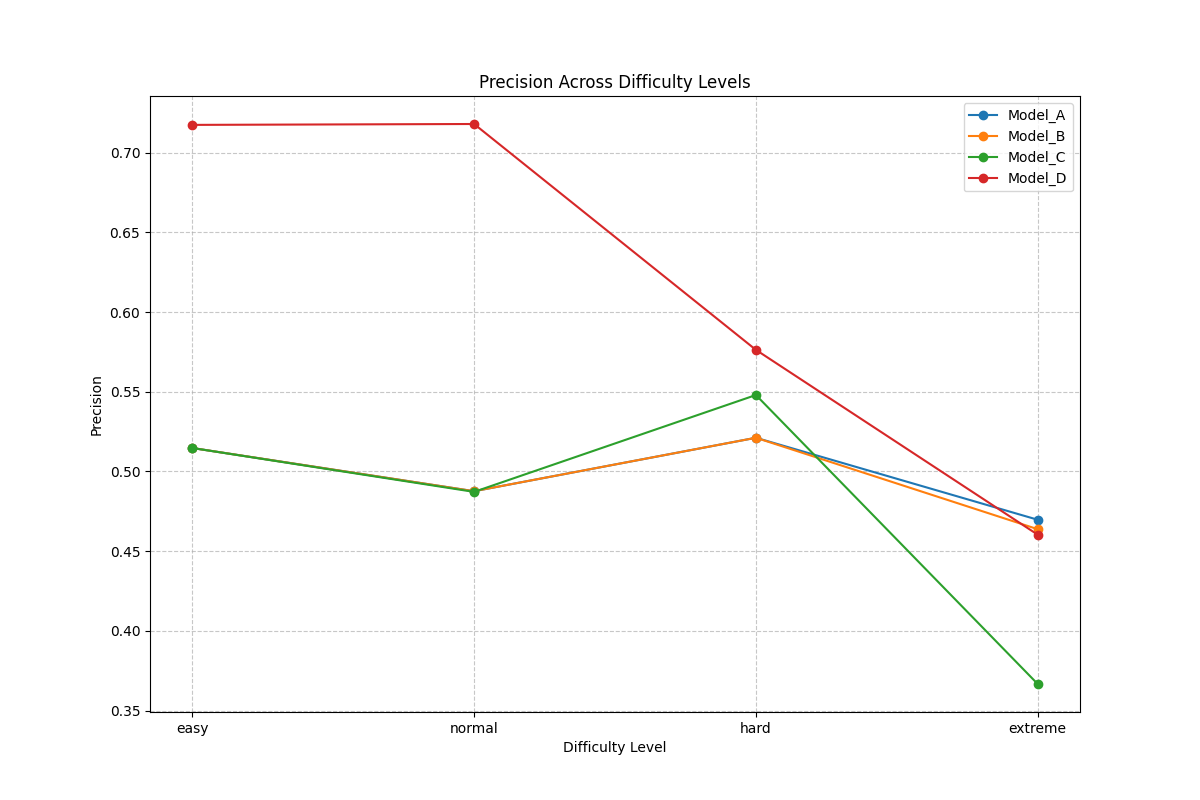 Precision Across Difficulty Levels
Model_A
Model_B
Model_C
Model_D
Precision
0.70
0.65
0.60
0.55
0.50
0.45
0.40
0.35
easy
normal
hard
extreme
Difficulty Level